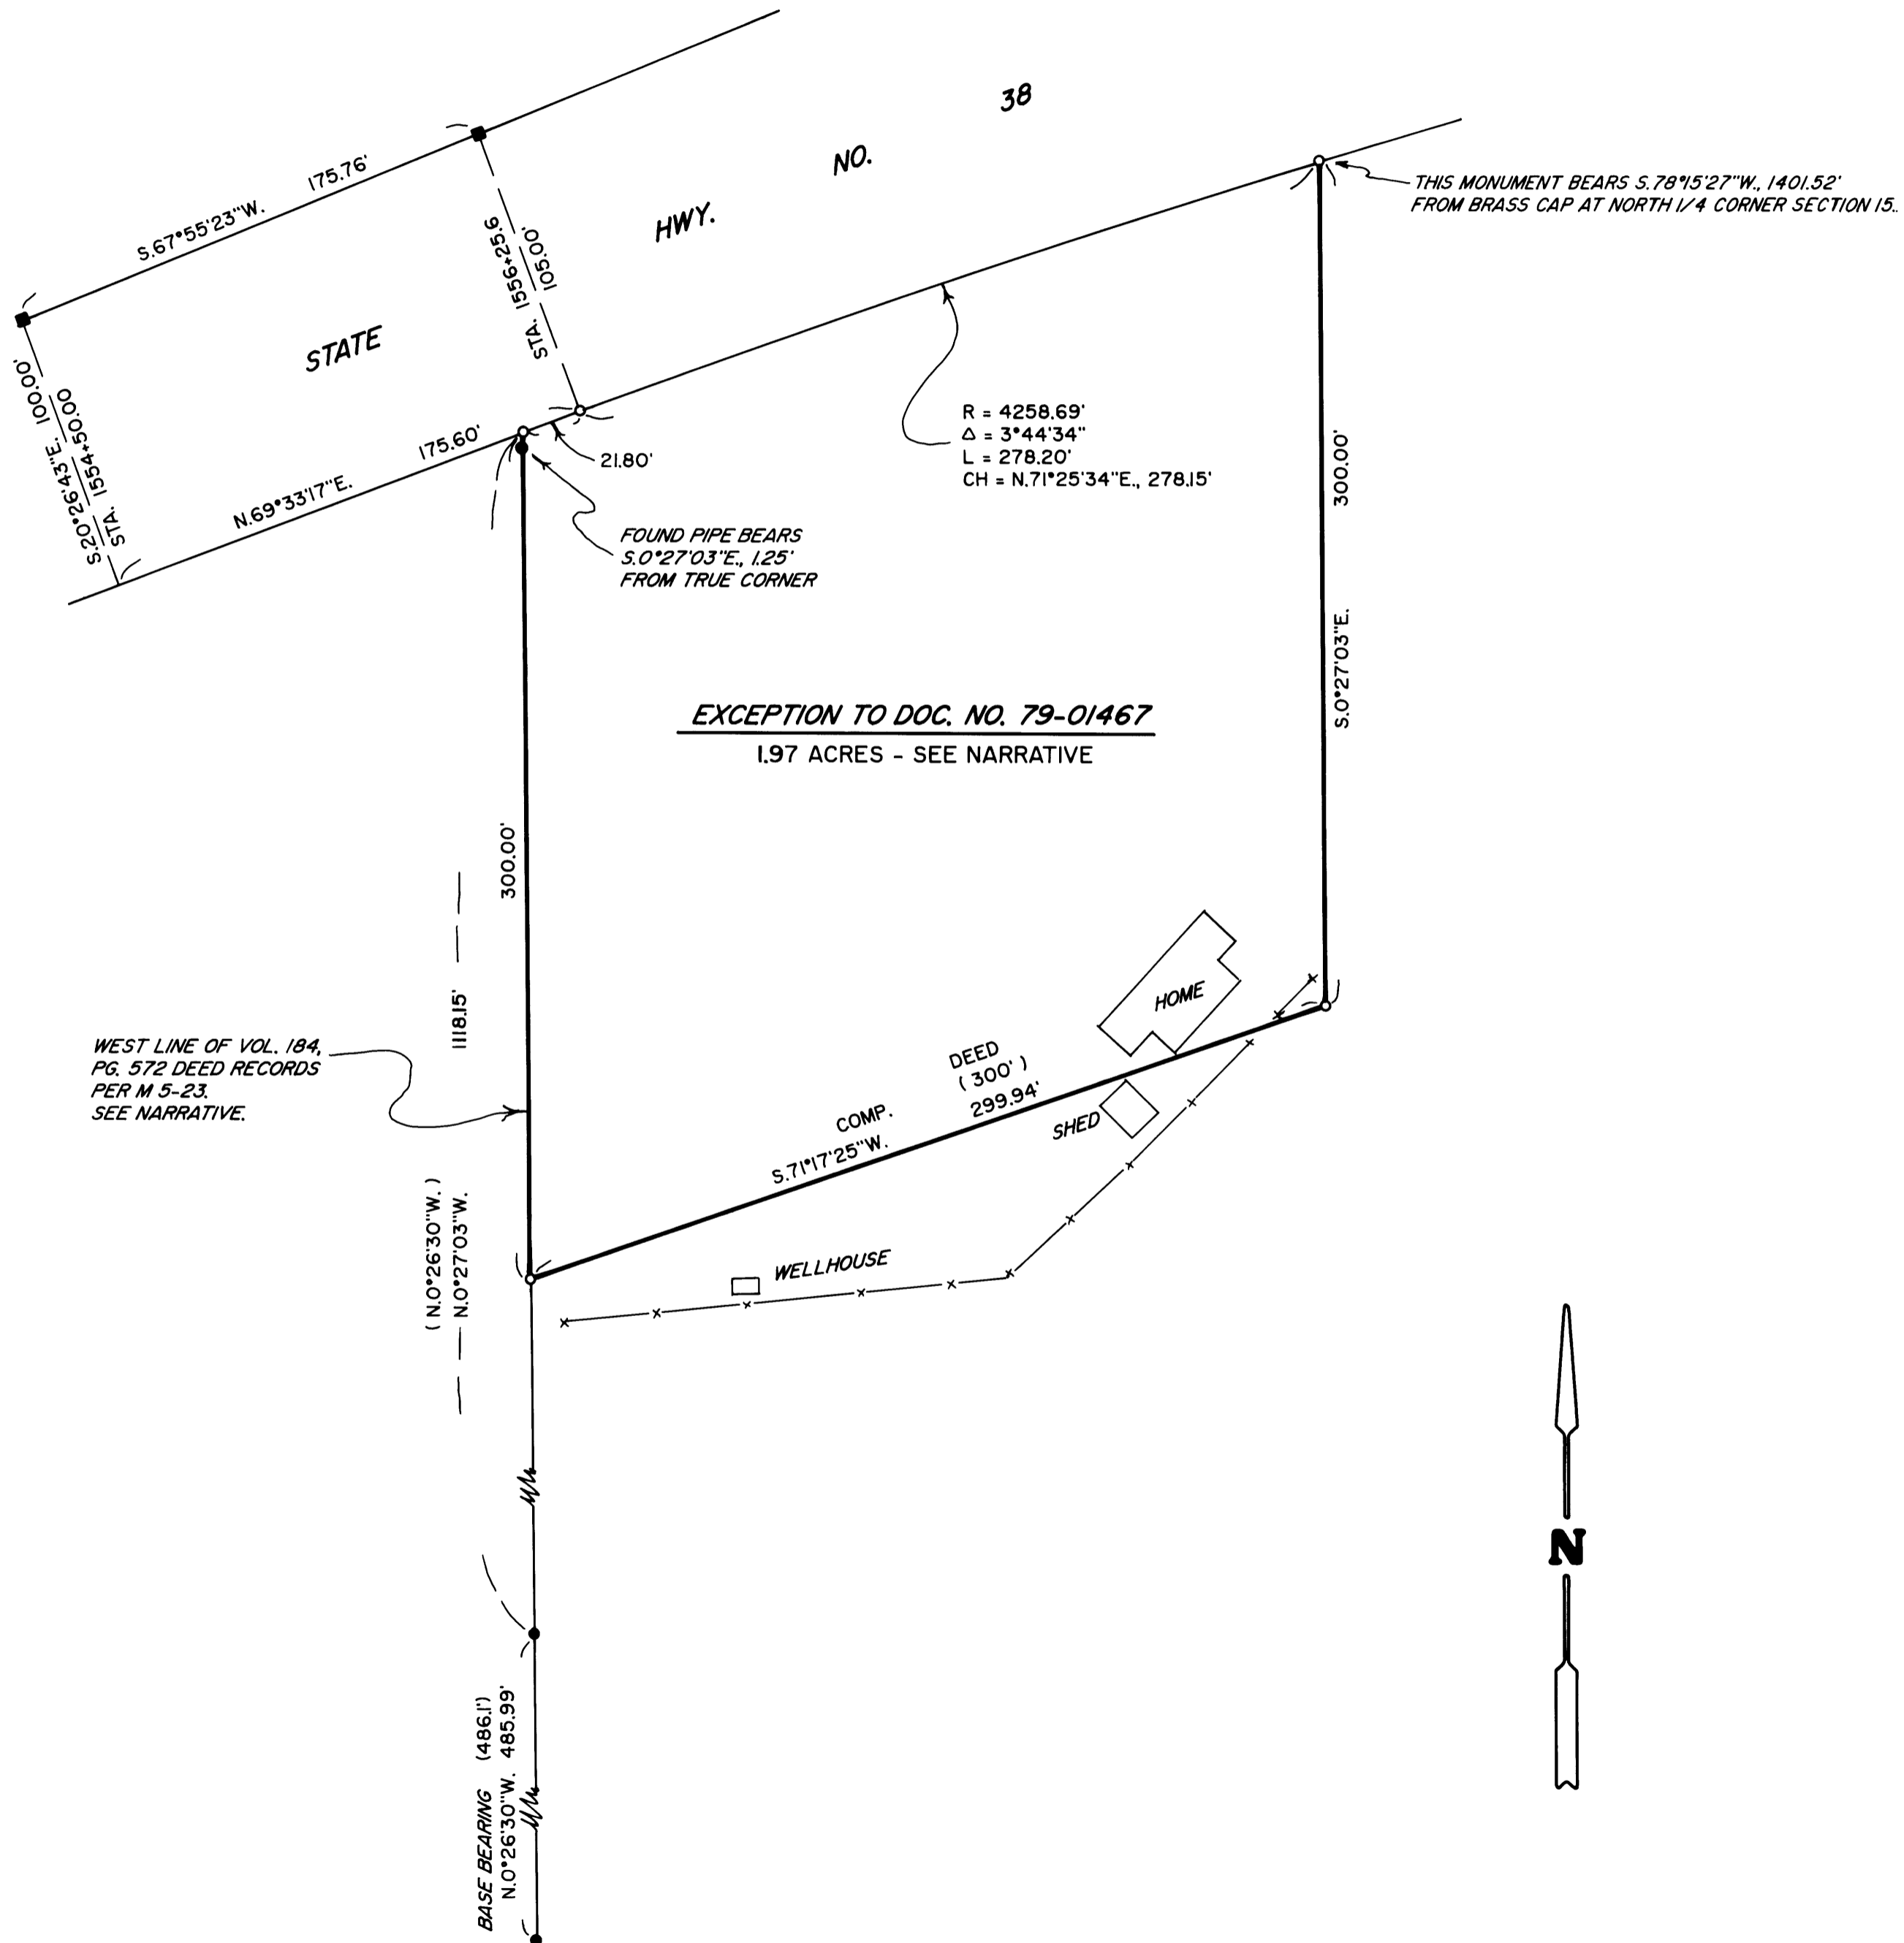 38
NO.
HWY.
STATE
S.67°55'23"W. 175.76'
STA. 1556+25.6
105.00'
THIS MONUMENT BEARS S.78°15'27"W., 1401.52'
FROM BRASS CAP AT NORTH 1/4 CORNER SECTION 15.
S.20°26'43"E. 100.00'
STA. 1554+50.00
N.69°33'17"E. 175.60'
21.80'
R = 4258.69'
Δ = 3°44'34"
L = 278.20'
CH = N.71°25'34"E., 278.15'
FOUND PIPE BEARS
S.0°27'03"E., 1.25'
FROM TRUE CORNER
S.0°27'03"E. 300.00'
EXCEPTION TO DOC. NO. 79-01467
1.97 ACRES - SEE NARRATIVE
300.00'
HOME
WEST LINE OF VOL. 184,
PG. 572 DEED RECORDS
PER M 5-23.
SEE NARRATIVE.
DEED
( 300' )
COMP.
S.71°17'25"W. 299.94'
SHED
WELLHOUSE
( N.0°26'30"W. )
N.0°27'03"W. 1118.15'
N
BASE BEARING (486.1')
N.0°26'30"W. 485.99'